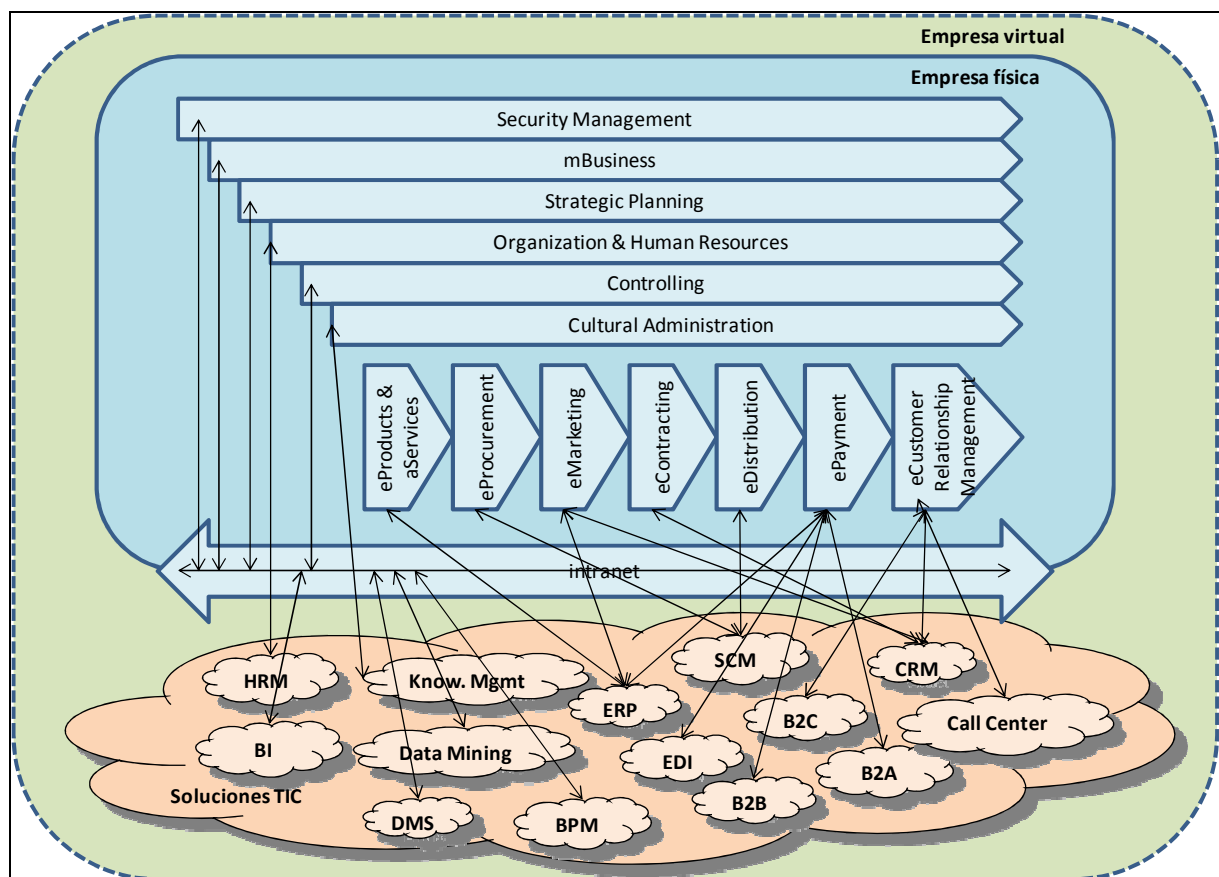 Empresa virtual
Empresa física
Security Management
mBusiness
Strategic Planning
Organization & Human Resources
Controlling
Cultural Administration
eProducts &
aServices
eProcurement
eMarketing
eContracting
eDistribution
ePayment
eCustomer
Relationship
Management
intranet
HRM
Know. Mgmt
ERP
SCM
CRM
B2C
Call Center
BI
Data Mining
EDI
B2A
B2B
Soluciones TIC
DMS
BPM